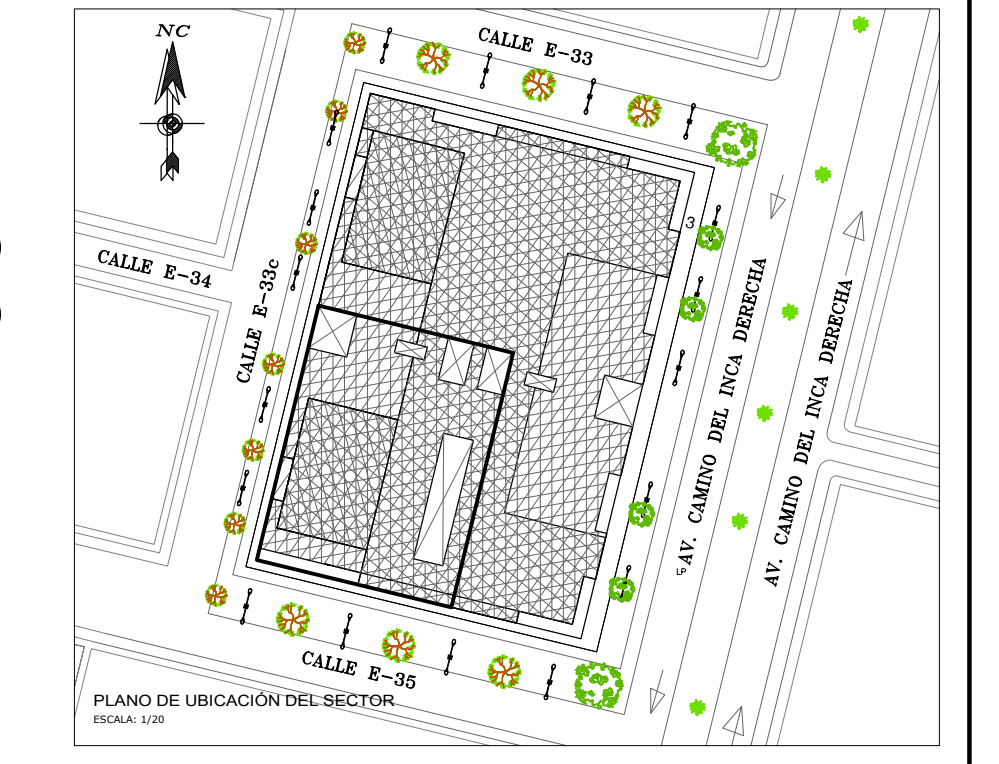 NC
CALLE E-33
3
CALLE E-34
CALLE E-33c
AV. CAMINO DEL INCA DERECHA
AV. CAMINO DEL INCA DERECHA
LP
CALLE E-35
PLANO DE UBICACIÓN DEL SECTOR
ESCALA: 1/20